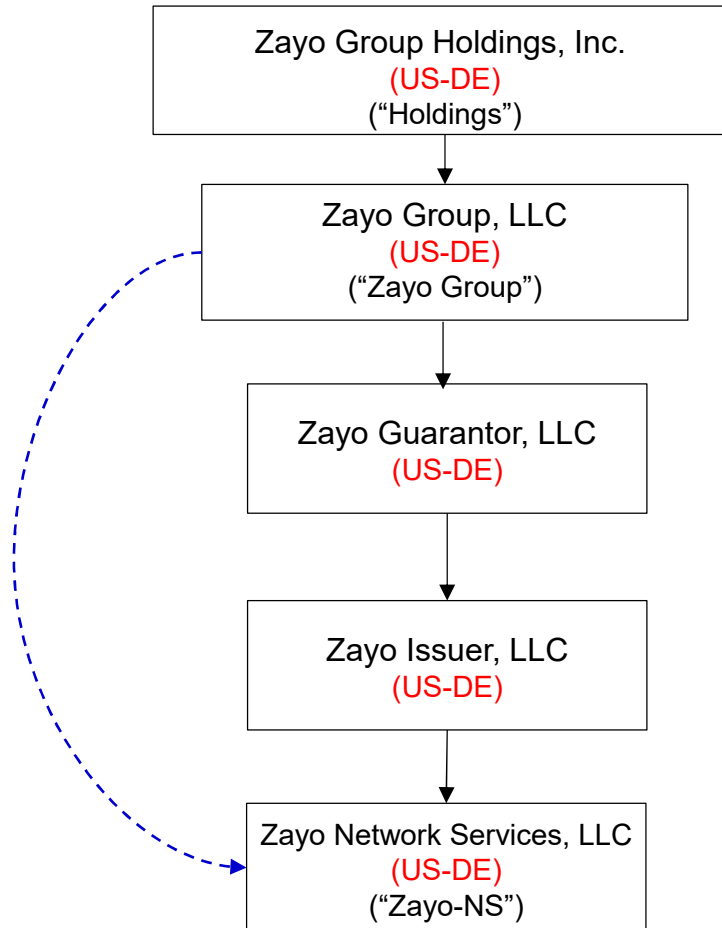 Zayo Group Holdings, Inc.
(US-DE)
(“Holdings”)
Zayo Group, LLC
(US-DE)
(“Zayo Group”)
Zayo Guarantor, LLC
(US-DE)
Zayo Issuer, LLC
(US-DE)
Zayo Network Services, LLC
(US-DE)
(“Zayo-NS”)